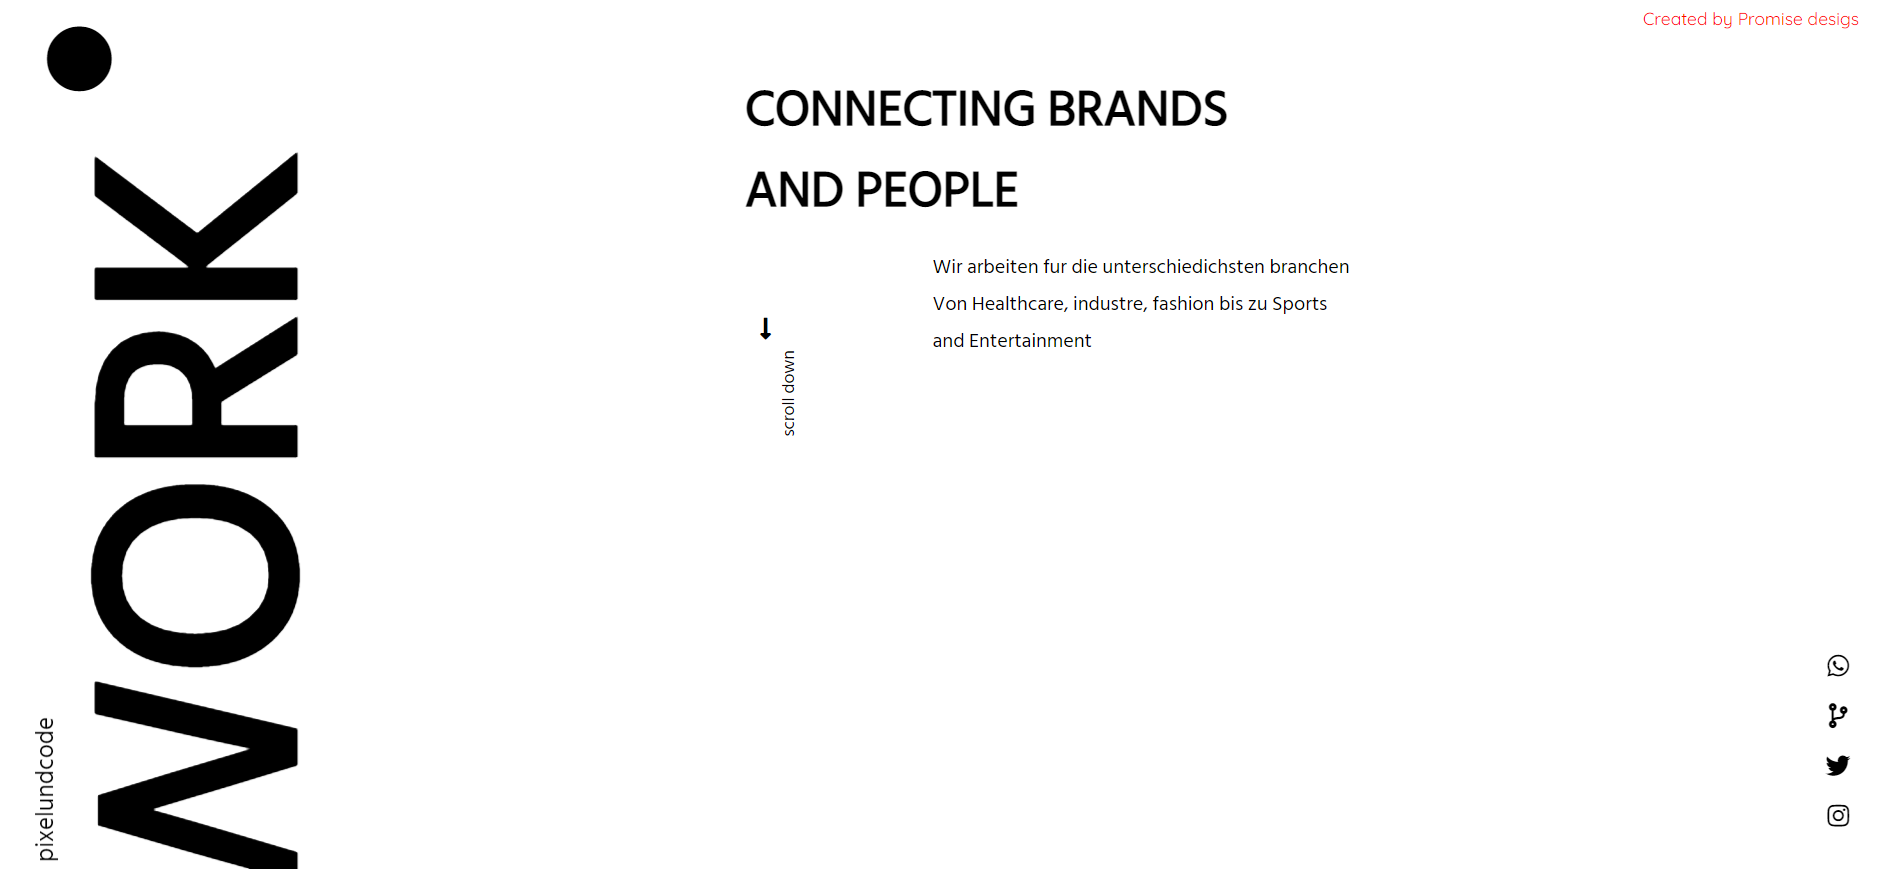 Created by Promise desigs
CONNECTING BRANDS
AND PEOPLE
Wir arbeiten fur die unterschiedichsten branchen
Von Healthcare, industre, fashion bis zu Sports
and Entertainment
scroll down
WORK
pixelundcode